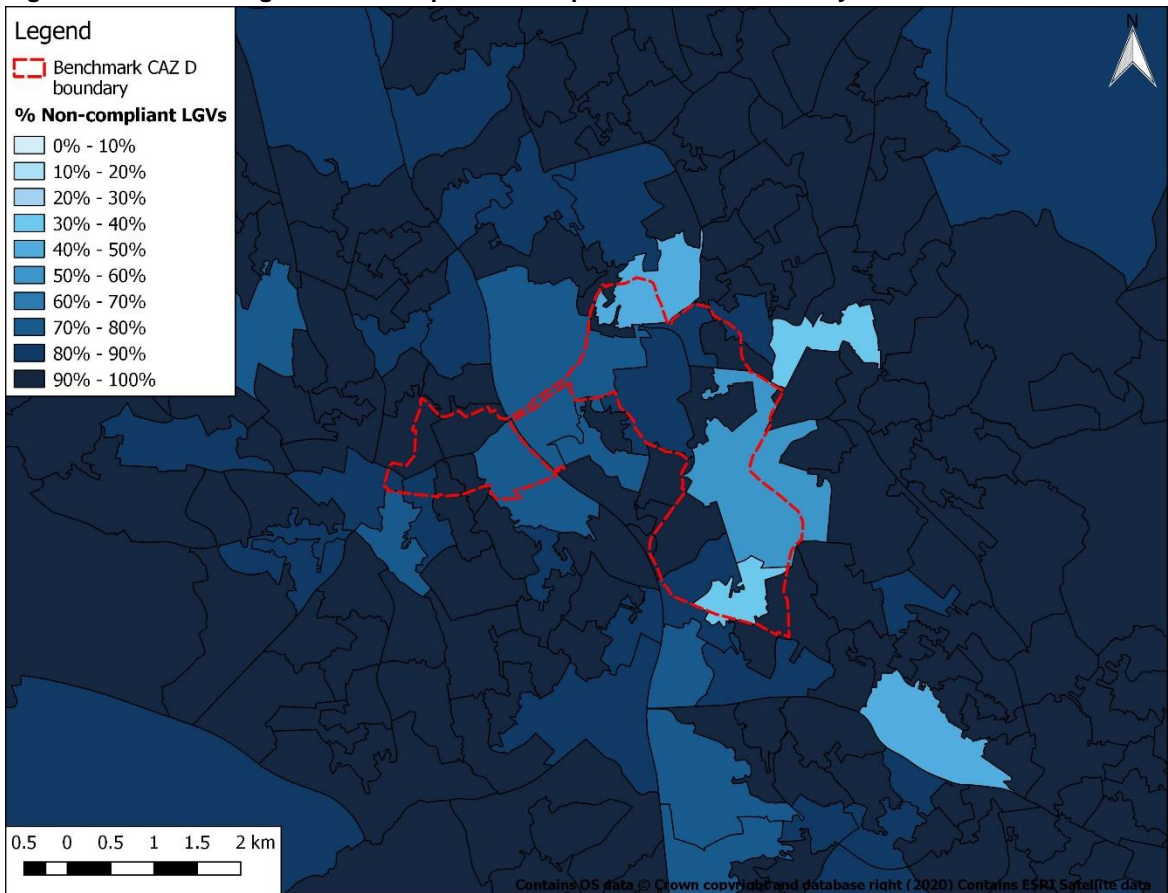 Legend
N
Benchmark CAZ D
boundary
% Non-compliant LGVs
0% - 10%
10% - 20%
20% - 30%
30% - 40%
40% - 50%
50% - 60%
60% - 70%
70% - 80%
80% - 90%
90% - 100%
0.5 0 0.5 1 1.5 2 km
Contains OS data © Crown copyright and database right (2020) Contains ESRI Satellite data